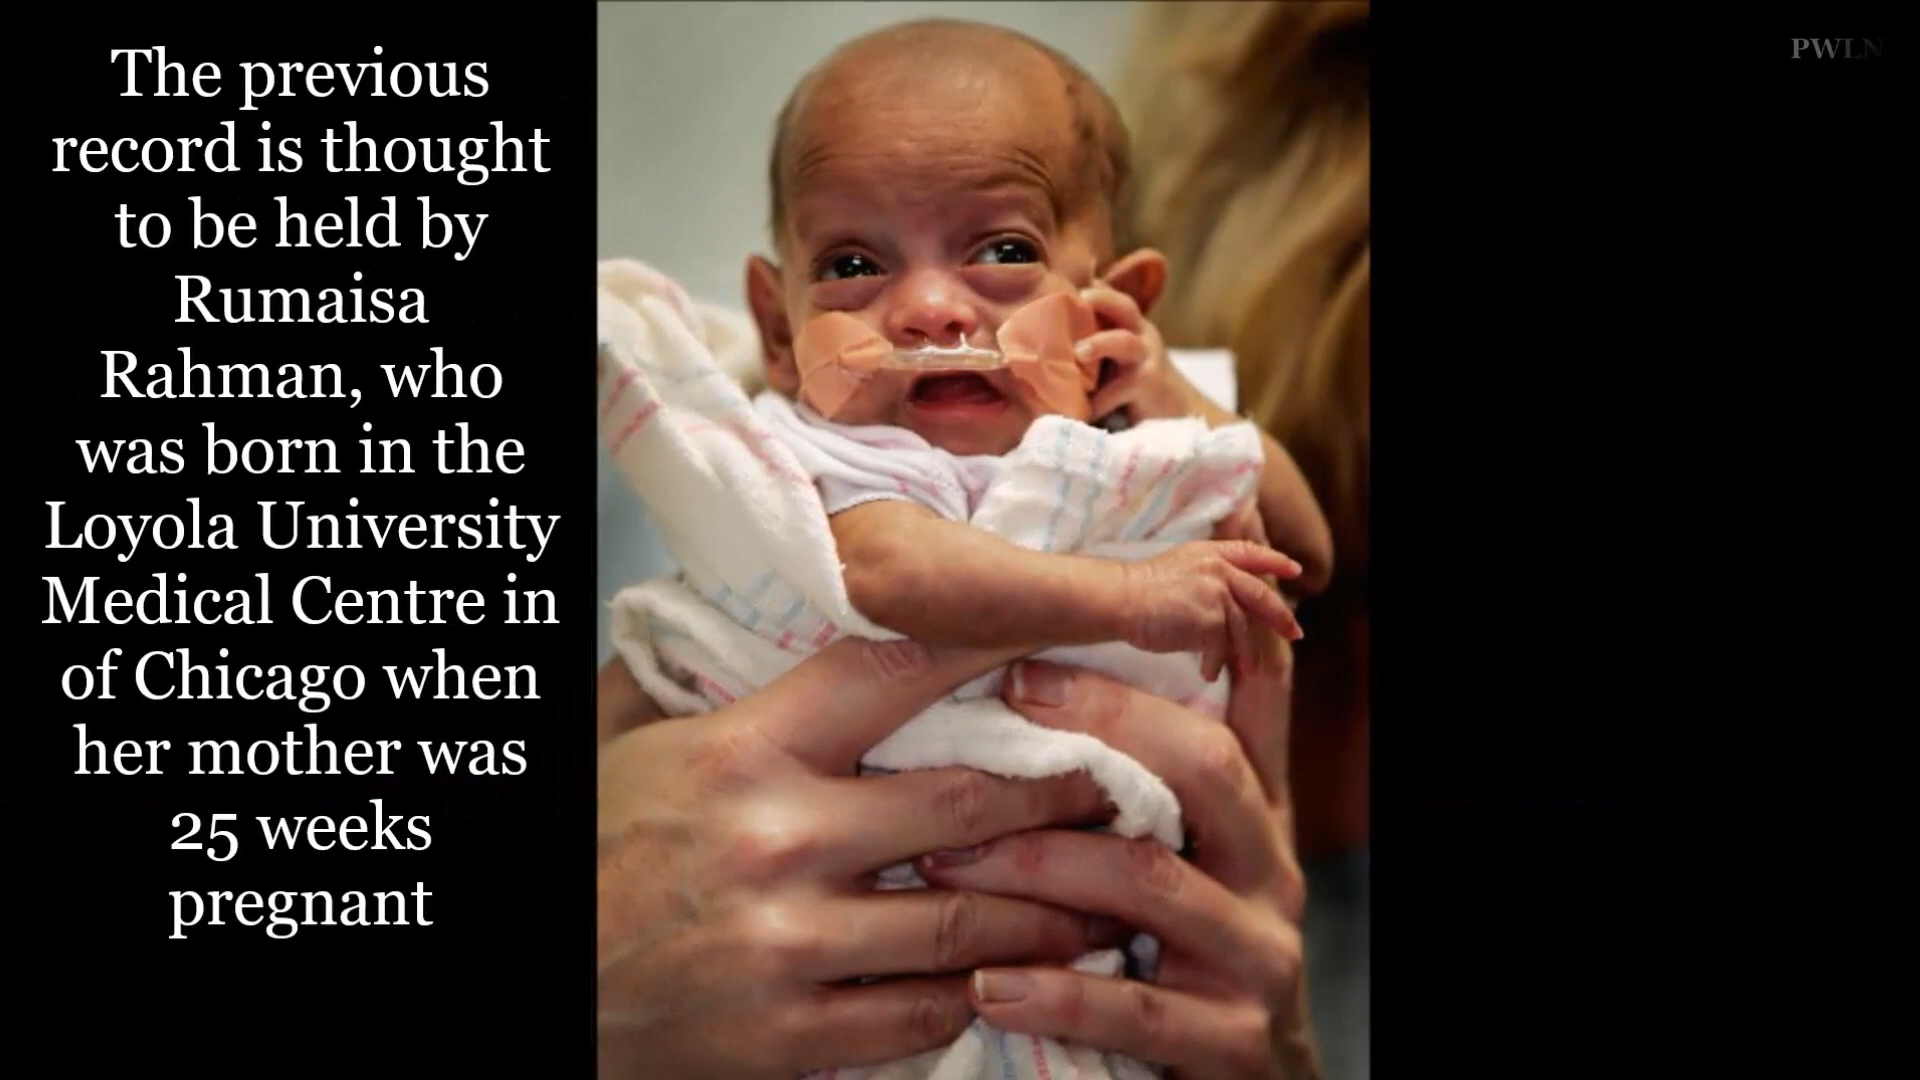 The previous
record is thought
to be held by
Rumaisa
Rahman, who
was born in the
Loyola University
Medical Centre in
of Chicago when
her mother was
25 weeks
pregnant
PWLN